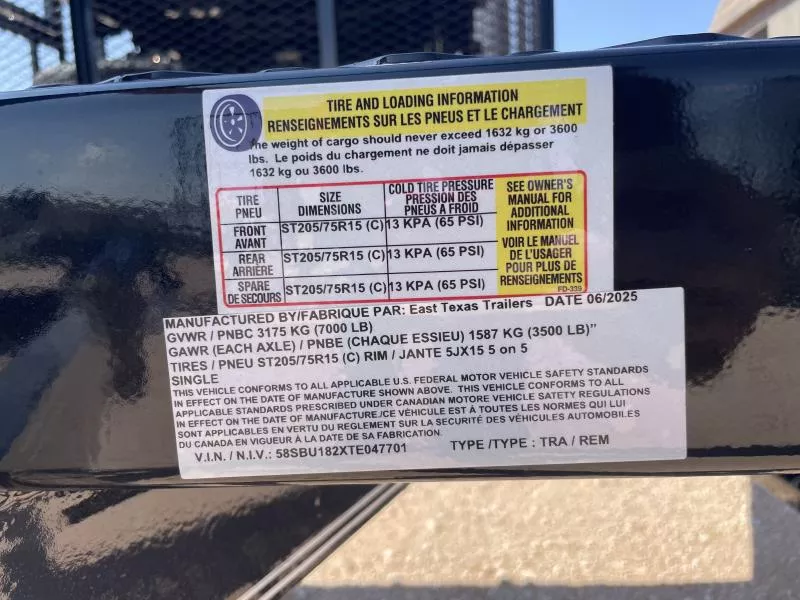 TIRE AND LOADING INFORMATION
RENSEIGNEMENTS SUR LES PNEUS ET LE CHARGEMENT
The weight of cargo should never exceed 1632 kg or 3600
lbs. Le poids du chargement ne doit jamais dépasser
1632 kg ou 3600 lbs.
TIRE
PNEU
SIZE
DIMENSIONS
COLD TIRE PRESSURE
PRESSION DES
PNEUS A FROID
FRONT
AVANT
ST205/75R15 (C)
13 KPA (65 PSI)
REAR
ARRIÈRE
ST205/75R15 (C)
13 KPA (65 PSI)
SPARE
DE SECOURS
ST205/75R15 (C)
13 KPA (65 PSI)
SEE OWNER'S
MANUAL FOR
ADDITIONAL
INFORMATION
VOIR LE MANUEL
DE L'USAGER
POUR PLUS DE
RENSEIGNEMENTS
FD-339
MANUFACTURED BY/FABRIQUE PAR: East Texas Trailers DATE 06/2025
GVWR / PNBC 3175 KG (7000 LB)
GAWR (EACH AXLE) / PNBE (CHAQUE ESSIEU) 1587 KG (3500 LB)"
TIRES / PNEU ST205/75R15 (C) RIM / JANTE 5JX15 5 on 5
SINGLE
THIS VEHICLE CONFORMS TO ALL APPLICABLE U.S. FEDERAL MOTOR VEHICLE SAFETY STANDARDS
IN EFFECT ON THE DATE OF MANUFACTURE SHOWN ABOVE. THIS VEHICLE CONFORMS TO ALL
APPLICABLE STANDARDS PRESCRIBED UNDER CANADIAN MOTORE VEHICLE SAFETY REGULATIONS
IN EFFECT ON THE DATE OF MANUFACTURE./CE VÉHICULE EST À TOUTES LES NORMES QUI LUI
SONT APPLICABLES EN VERTU DU REGLEMENT SUR LA SECURITÉ DES VÉHICULES AUTOMOBILES
DU CANADA EN VIGUEUR À LA DATE DE SA FABRICATION.
V.I.N. / N.I.V.: 58SBU182XTE047701 TYPE /TYPE : TRA / REM